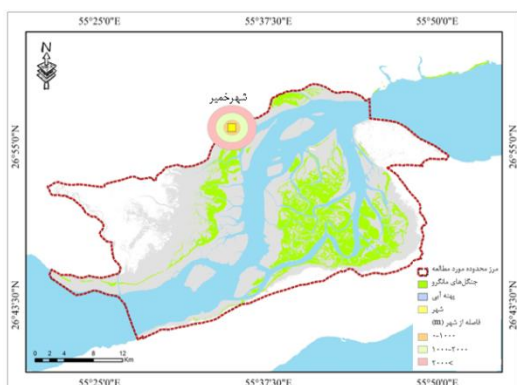 55°25'0"E 55°37'30"E 55°50'0"E
N
شهرخمیر
26°55'0"N 26°55'0"N
26°43'30"N 26°43'30"N
مرز محدوده مورد مطالعه
جنگل‌های مانگرو
پهنه آبی
شهر
فاصله از شهر (m)
۰-۱۰۰۰
۱۰۰۰-۲۰۰۰
۲۰۰۰>
0 2 4 8 12
Km
55°25'0"E 55°37'30"E 55°50'0"E